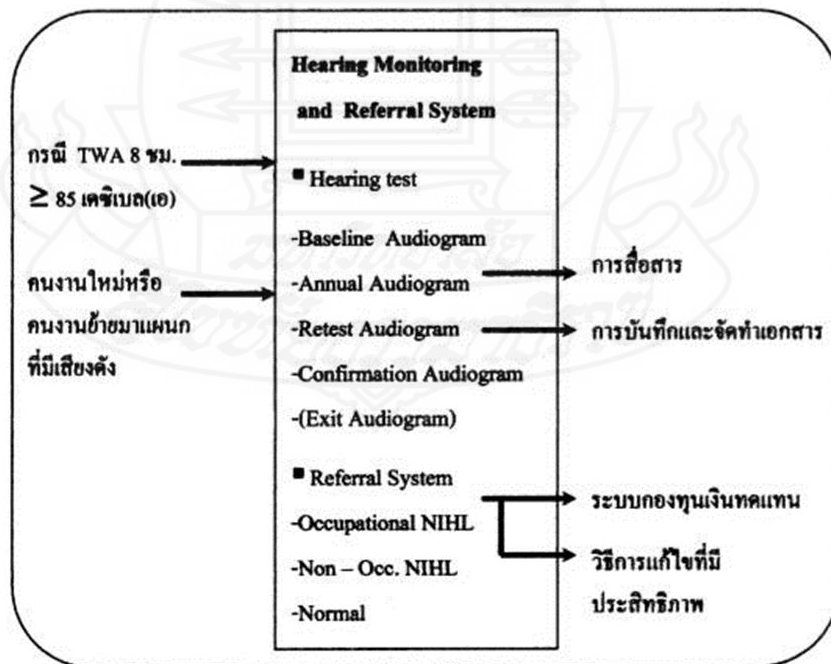 กรณี TWA 8 ชม.
≥ 85 เดซิเบล(เอ)
คนงานใหม่หรือ
คนงานย้ายมาแผนก
ที่มีเสียงดัง
Hearing Monitoring
and Referral System
▪ Hearing test
-Baseline Audiogram
-Annual Audiogram
-Retest Audiogram
-Confirmation Audiogram
-(Exit Audiogram)
▪ Referral System
-Occupational NIHL
-Non – Occ. NIHL
-Normal
การสื่อสาร
การบันทึกและจัดทำเอกสาร
ระบบกองทุนเงินทดแทน
วิธีการแก้ไขที่มี
ประสิทธิภาพ